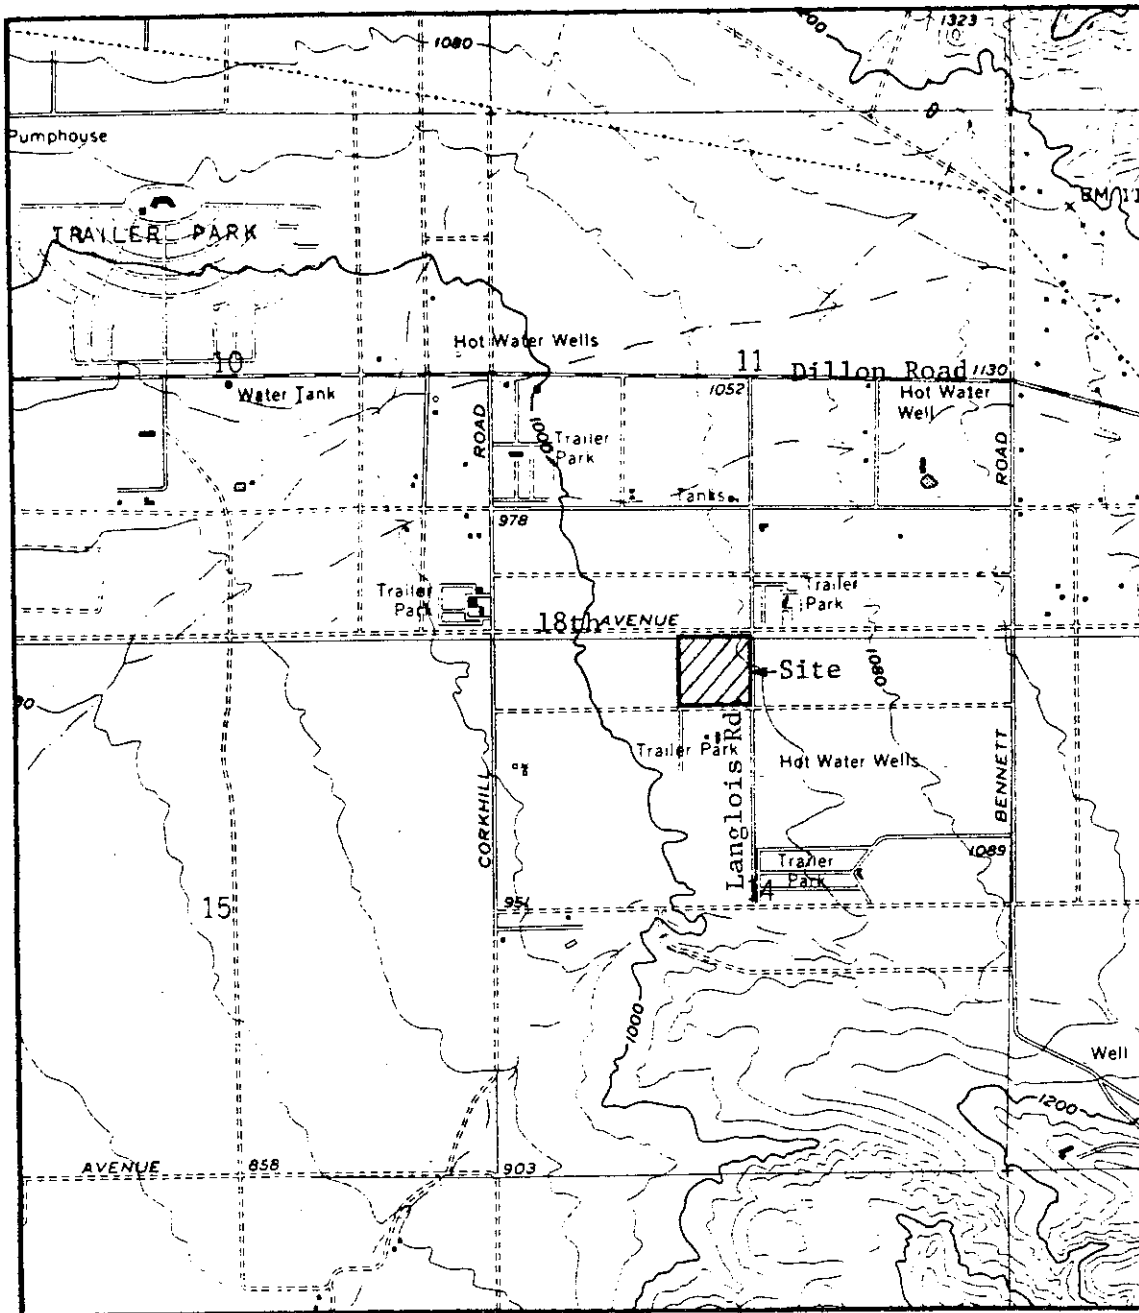 1323
1080
Pumphouse
TRAILER PARK
Hot Water Wells
10
11
Dillon Road
1130
Water Tank
1052
Hot Water
Well
ROAD
1000
Trailer
Park
ROAD
Tanks
978
Trailer
Park
Trailer
Park
18th AVENUE
1080
Site
Trailer Park
Langlois Rd
Hot Water Wells
CORKHILL
BENNETT
1089
Trailer
Park
15
951
1000
Well
1200
AVENUE
858
903